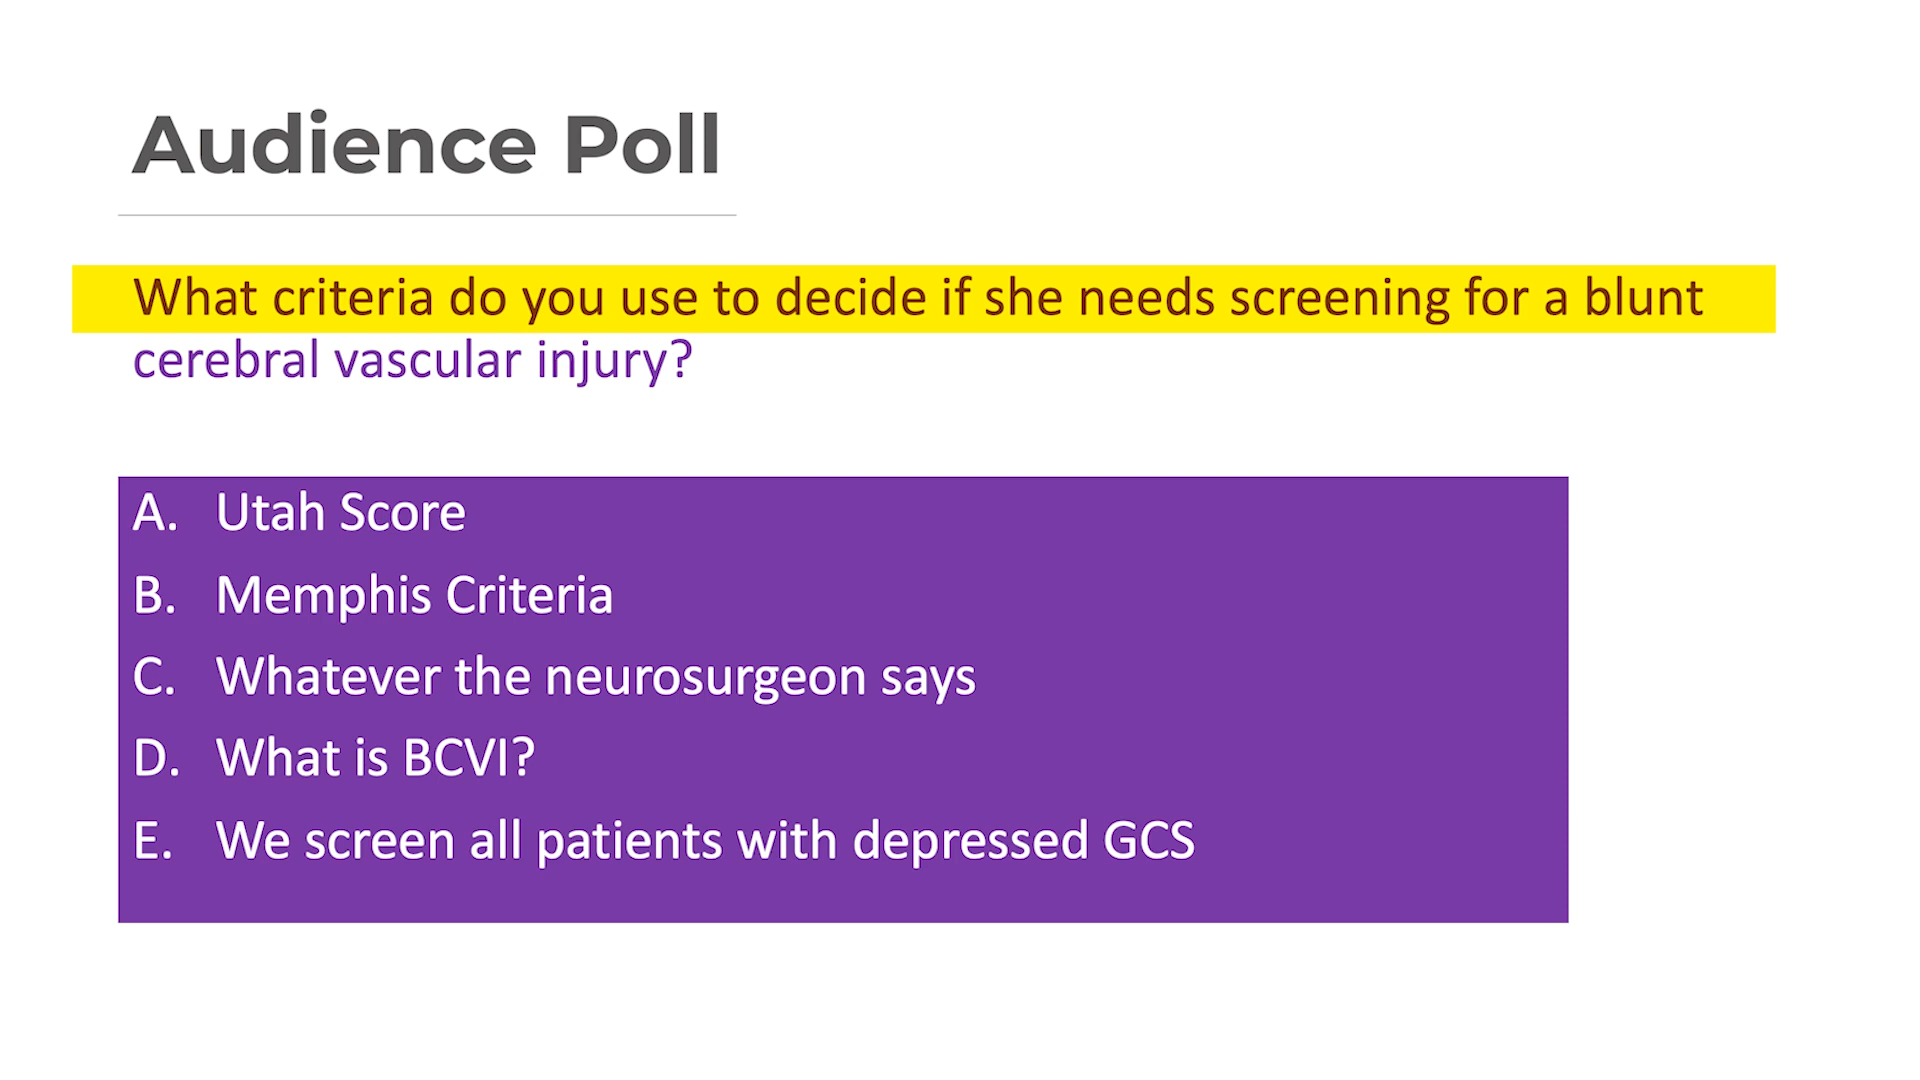 Audience Poll
What criteria do you use to decide if she needs screening for a blunt
cerebral vascular injury?
A. Utah Score
B. Memphis Criteria
C. Whatever the neurosurgeon says
D. What is BCVI?
E. We screen all patients with depressed GCS